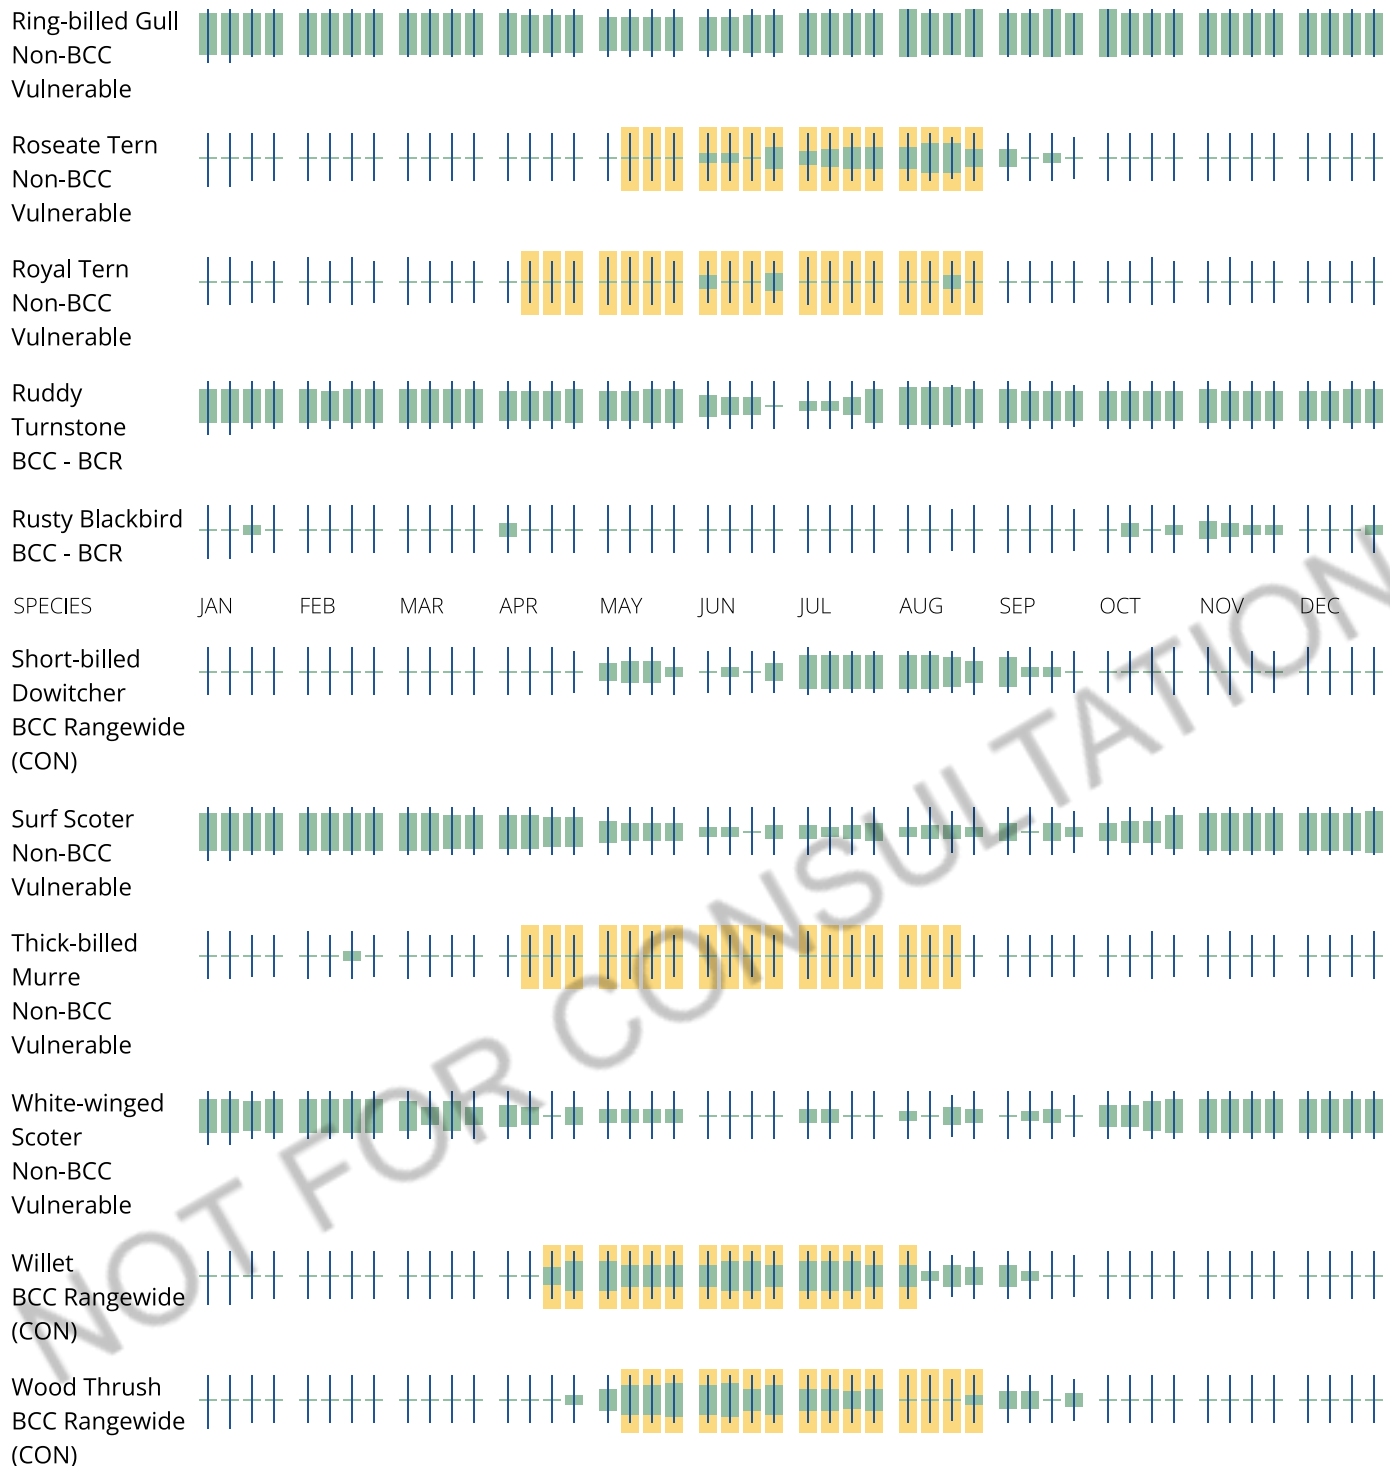 Ring-billed Gull
Non-BCC
Vulnerable
Roseate Tern
Non-BCC
Vulnerable
Royal Tern
Non-BCC
Vulnerable
Ruddy
Turnstone
BCC - BCR
Rusty Blackbird
BCC - BCR
SPECIES JAN FEB MAR APR MAY JUN JUL AUG SEP OCT NOV DEC
Short-billed
Dowitcher
BCC Rangewide
(CON)
Surf Scoter
Non-BCC
Vulnerable
Thick-billed
Murre
Non-BCC
Vulnerable
White-winged
Scoter
Non-BCC
Vulnerable
Willet
BCC Rangewide
(CON)
Wood Thrush
BCC Rangewide
(CON)
NOT FOR CONSULTATION